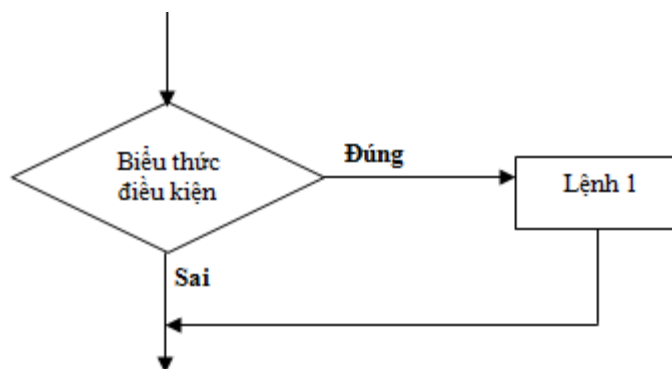 Biểu thức
điều kiện
Đúng
Lệnh 1
Sai